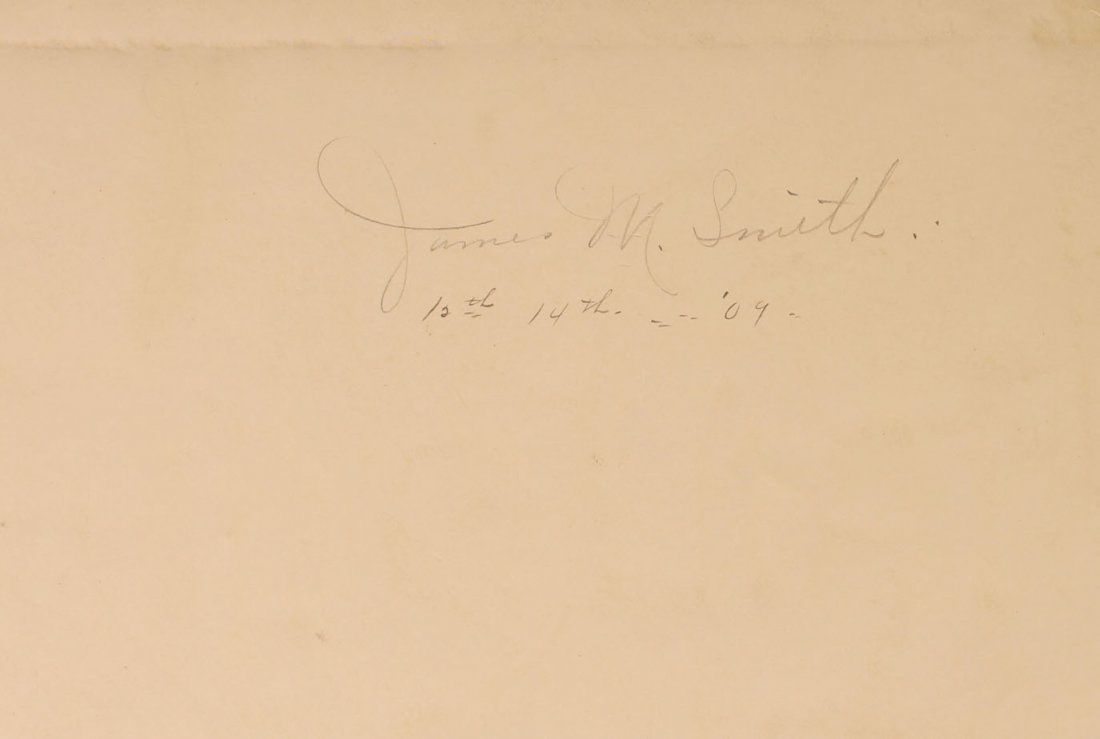 James M. Smith.
12th 14th. - - - '09.